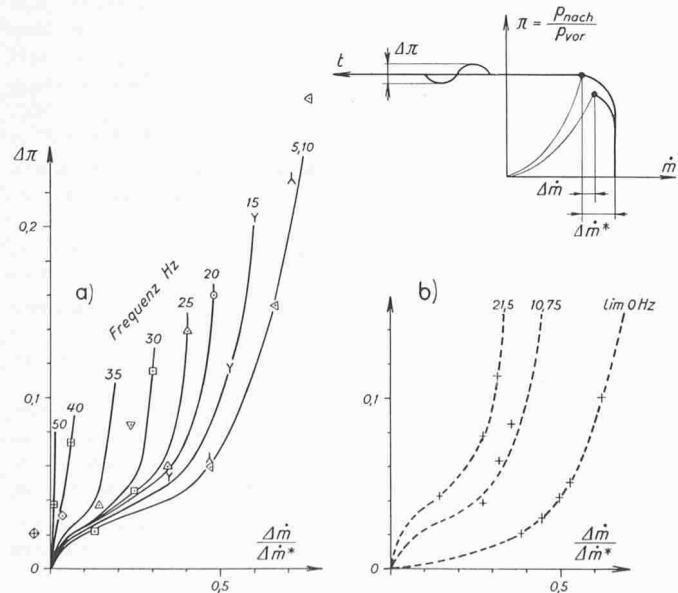 π = p_nach / p_vor
Δπ
t
ṁ
Δṁ
Δṁ*
Δπ
5,10
15
0,2
a)
20
Frequenz Hz
25
30
35
40
50
0,1
0
0,5
Δṁ / Δṁ*
b)
21,5
10,75
lim 0 Hz
0,1
0
0,5
Δṁ / Δṁ*